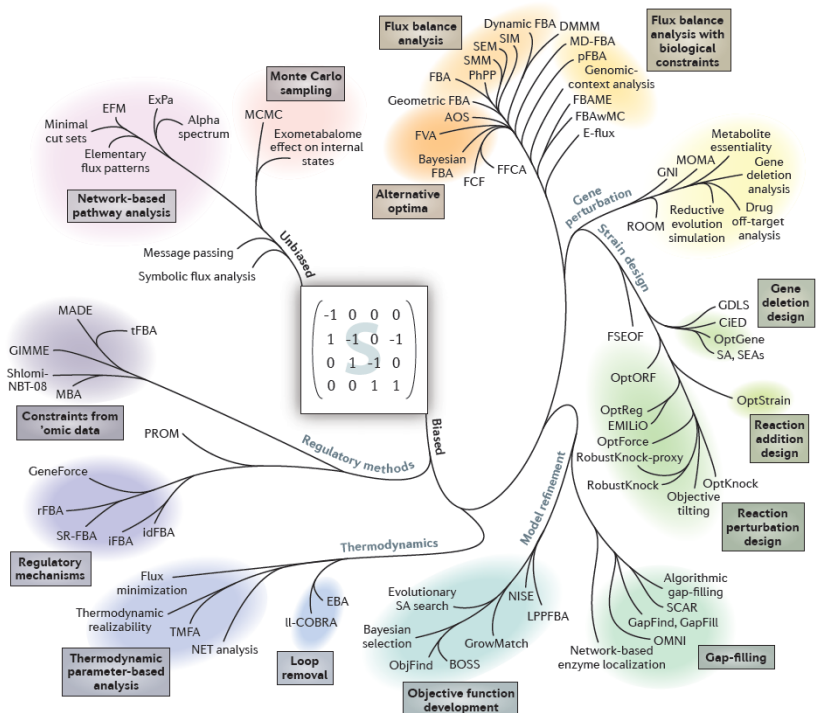 Flux balance
analysis
Dynamic FBA
DMMM
Flux balance
analysis with
biological
constraints
SIM
SEM
SMM
PhPP
FBA
MD-FBA
pFBA
Genomic-
context analysis
Geometric FBA
AOS
FVA
Bayesian
FBA
FCF
FFCA
FBAME
FBAwMC
E-flux
Alternative
optima
Monte Carlo
sampling
MCMC
Exometabalome
effect on internal
states
ExPa
EFM
Alpha
spectrum
Minimal
cut sets
Elementary
flux patterns
Network-based
pathway analysis
Message passing
Symbolic flux analysis
Unbiased
Gene
perturbation
GNI
MOMA
Metabolite
essentiality
Gene
deletion
analysis
ROOM
Reductive
evolution
simulation
Drug
off-target
analysis
Strain design
S
-1 0 0 0
1 -1 0 -1
0 1 -1 0
0 0 1 1
Biased
MADE
tFBA
GIMME
Shlomi-
NBT-08
MBA
Constraints from
'omic data
PROM
Regulatory methods
GeneForce
rFBA
SR-FBA
iFBA
idFBA
Regulatory
mechanisms
FSEOF
GDLS
CiED
OptGene
SA, SEAs
Gene
deletion
design
OptORF
OptStrain
Reaction
addition
design
OptReg
EMILiO
OptForce
RobustKnock-proxy
RobustKnock
Objective
tilting
OptKnock
Reaction
perturbation
design
Thermodynamics
Flux
minimization
Thermodynamic
realizability
TMFA
NET analysis
Thermodynamic
parameter-based
analysis
EBA
ll-COBRA
Loop
removal
Model refinement
Evolutionary
SA search
Bayesian
selection
ObjFind
BOSS
GrowMatch
NISE
LPPFBA
Objective function
development
Algorithmic
gap-filling
SCAR
GapFind, GapFill
OMNI
Network-based
enzyme localization
Gap-filling